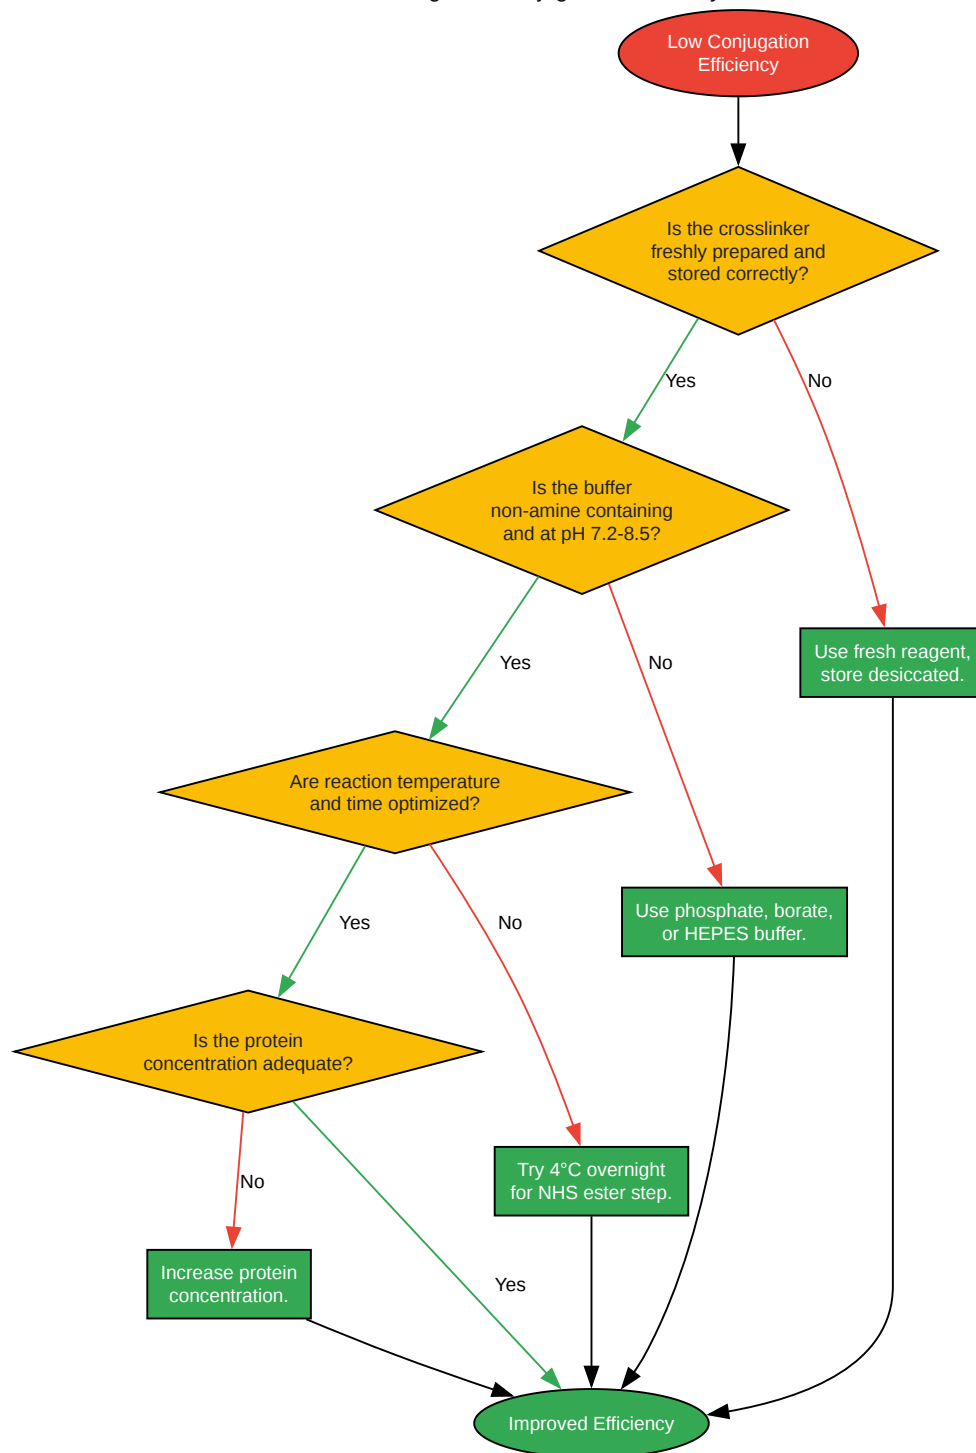 Low Conjugation
Efficiency
Is the crosslinker
freshly prepared and
stored correctly?
Yes
No
Is the buffer
non-amine containing
and at pH 7.2-8.5?
Use fresh reagent,
store desiccated.
Yes
No
Are reaction temperature
and time optimized?
Use phosphate, borate,
or HEPES buffer.
Yes
No
Is the protein
concentration adequate?
Try 4°C overnight
for NHS ester step.
No
Yes
Increase protein
concentration.
Improved Efficiency